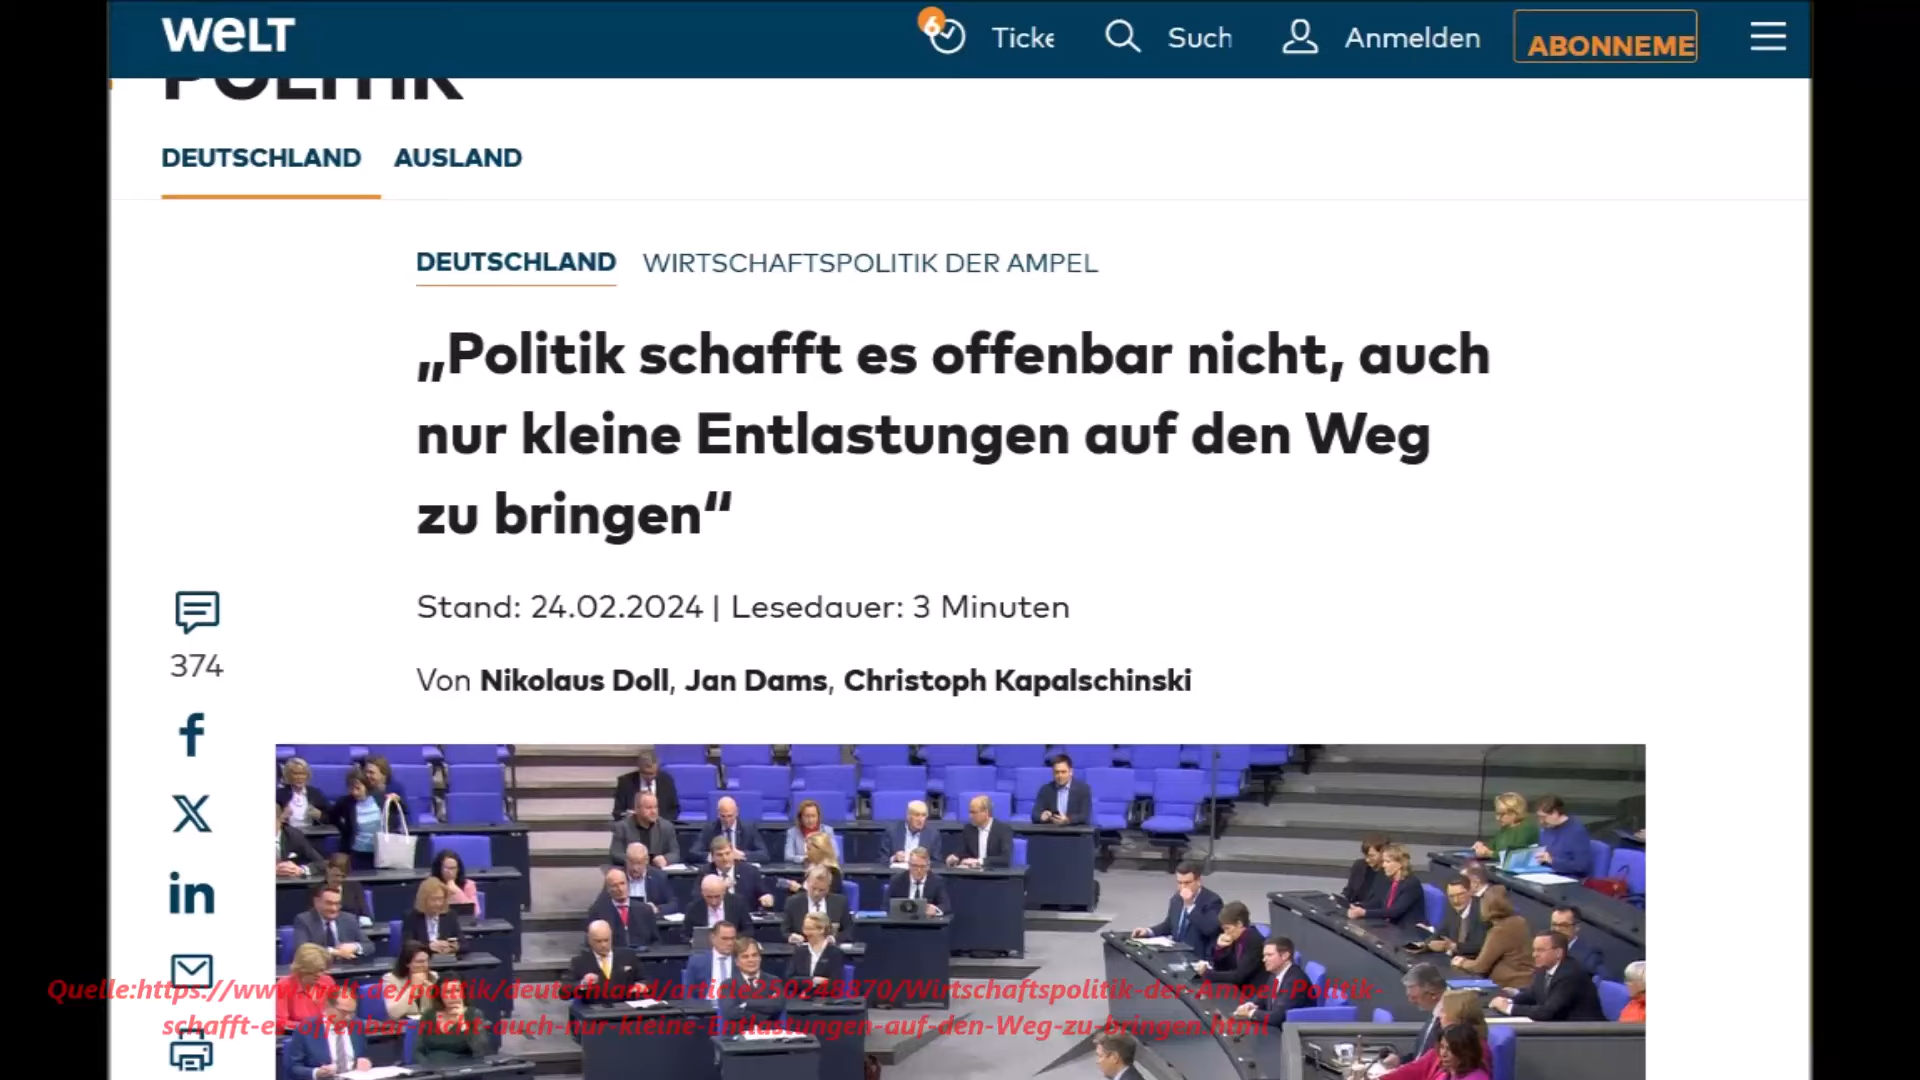 WELT
6
Ticke
Such
Anmelden
ABONNEME
POLITIK
DEUTSCHLAND AUSLAND
DEUTSCHLAND WIRTSCHAFTSPOLITIK DER AMPEL
„Politik schafft es offenbar nicht, auch
nur kleine Entlastungen auf den Weg
zu bringen“
Stand: 24.02.2024 | Lesedauer: 3 Minuten
Von Nikolaus Doll, Jan Dams, Christoph Kapalschinski
374
Quelle:https://www.welt.de/politik/deutschland/article250248870/Wirtschaftspolitik-der-Ampel-Politik-
schafft-es-offenbar-nicht-auch-nur-kleine-Entlastungen-auf-den-Weg-zu-bringen.html